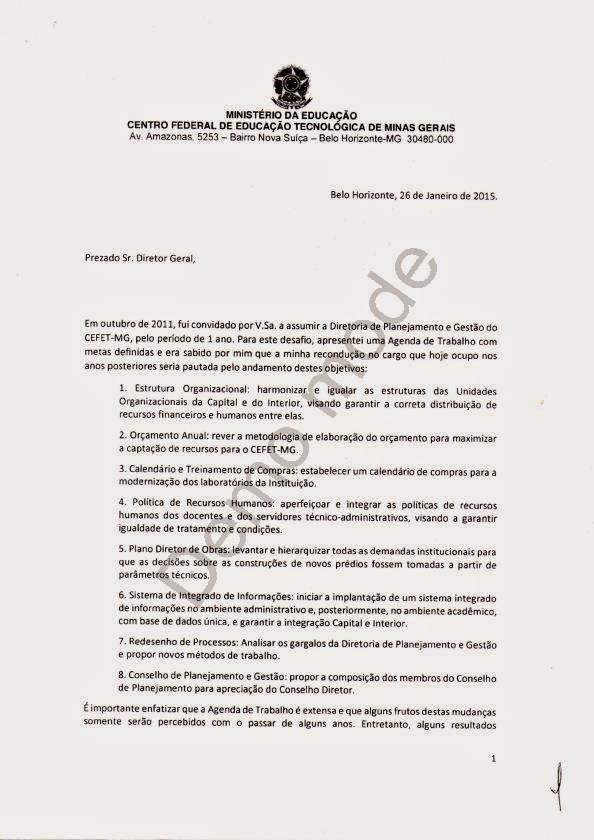 MINISTÉRIO DA EDUCAÇÃO
CENTRO FEDERAL DE EDUCAÇÃO TECNOLÓGICA DE MINAS GERAIS
Av. Amazonas, 5253 – Bairro Nova Suíça – Belo Horizonte-MG 30480-000
Belo Horizonte, 26 de Janeiro de 2015.
Prezado Sr. Diretor Geral,
Em outubro de 2011, fui convidado por V.Sa. a assumir a Diretoria de Planejamento e Gestão do
CEFET-MG, pelo período de 1 ano. Para este desafio, apresentei uma Agenda de Trabalho com
metas definidas e era sabido por mim que a minha recondução no cargo que hoje ocupo nos
anos posteriores seria pautada pelo andamento destes objetivos:
1. Estrutura Organizacional: harmonizar e igualar as estruturas das Unidades
Organizacionais da Capital e do Interior, visando garantir a correta distribuição de
recursos financeiros e humanos entre elas.
2. Orçamento Anual: rever a metodologia de elaboração do orçamento para maximizar
a captação de recursos para o CEFET-MG.
3. Calendário e Treinamento de Compras: estabelecer um calendário de compras para a
modernização dos laboratórios da Instituição.
4. Política de Recursos Humanos: aperfeiçoar e integrar as políticas de recursos
humanos dos docentes e dos servidores técnico-administrativos, visando a garantir
igualdade de tratamento e condições.
5. Plano Diretor de Obras: levantar e hierarquizar todas as demandas institucionais para
que as decisões sobre as construções de novos prédios fossem tomadas a partir de
parâmetros técnicos.
6. Sistema de Integrado de Informações: iniciar a implantação de um sistema integrado
de informações no ambiente administrativo e, posteriormente, no ambiente acadêmico,
com base de dados única, e garantir a integração Capital e Interior.
7. Redesenho de Processos: Analisar os gargalos da Diretoria de Planejamento e Gestão
e propor novos métodos de trabalho.
8. Conselho de Planejamento e Gestão: propor a composição dos membros do Conselho
de Planejamento para apreciação do Conselho Diretor.
É importante enfatizar que a Agenda de Trabalho é extensa e que alguns frutos destas mudanças
somente serão percebidos com o passar de alguns anos. Entretanto, alguns resultados
1
Demo mode